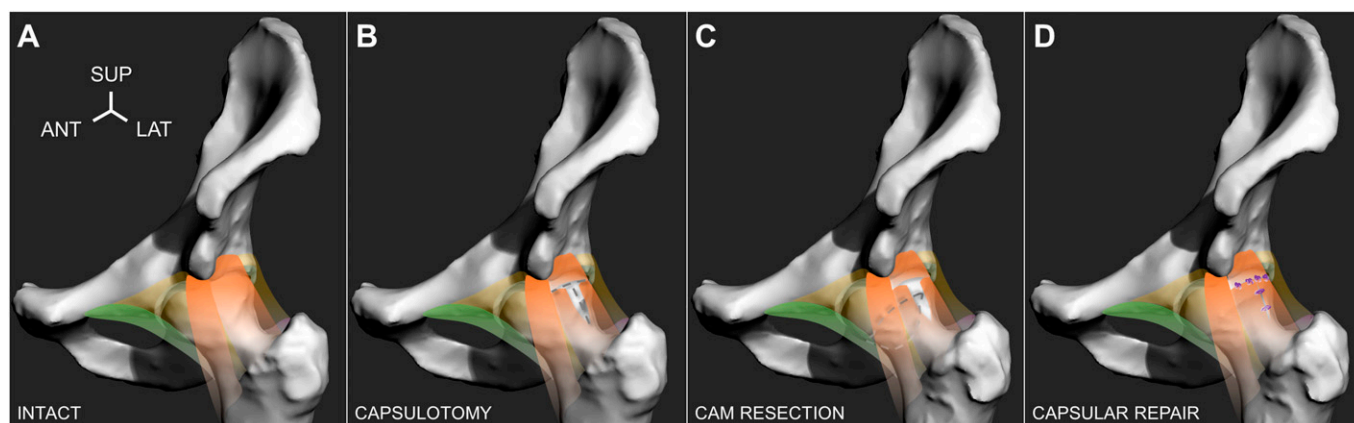 A
B
C
D
SUP
ANT
LAT
INTACT
CAPSULOTOMY
CAM RESECTION
CAPSULAR REPAIR